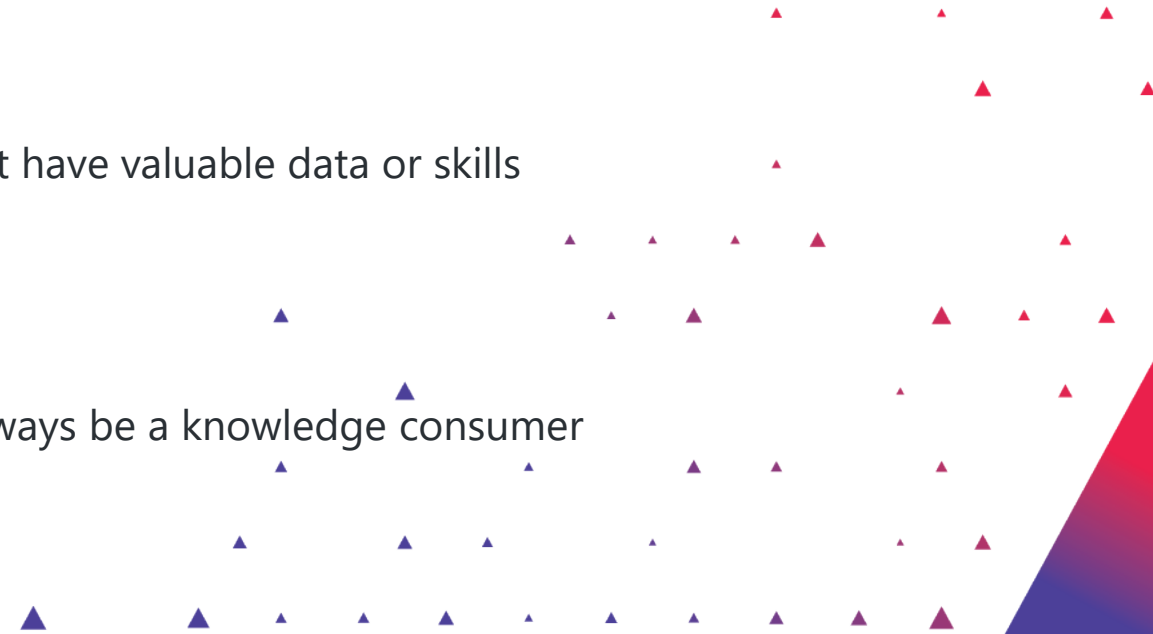 t have valuable data or skills
ways be a knowledge consumer